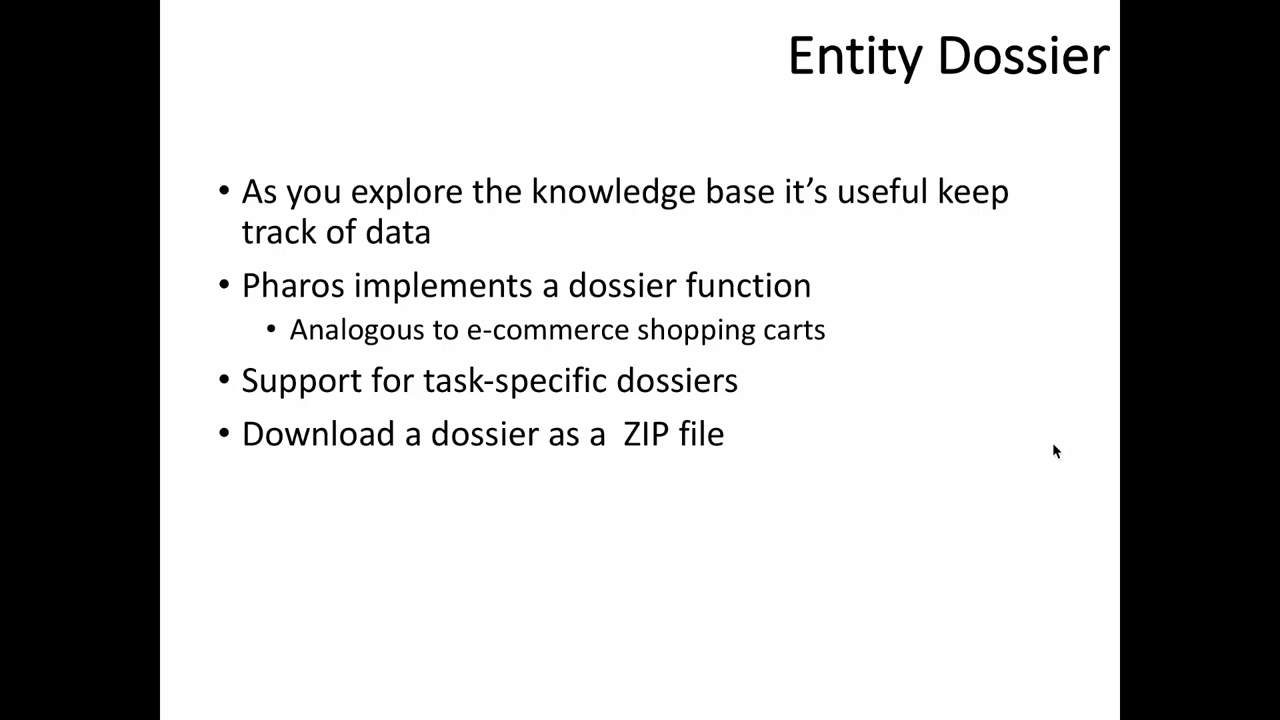 Entity Dossier
• As you explore the knowledge base it’s useful keep
track of data
• Pharos implements a dossier function
• Analogous to e-commerce shopping carts
• Support for task-specific dossiers
• Download a dossier as a  ZIP file